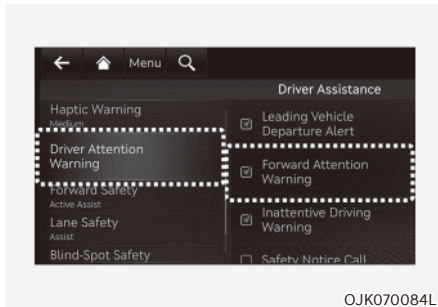 Menu
Driver Assistance
Haptic Warning
Medium
Driver Attention
Warning
Forward Safety
Active Assist
Lane Safety
Assist
Blind-Spot Safety
Leading Vehicle
Departure Alert
Forward Attention
Warning
Inattentive Driving
Warning
Safety Notice Call
OJK070084L